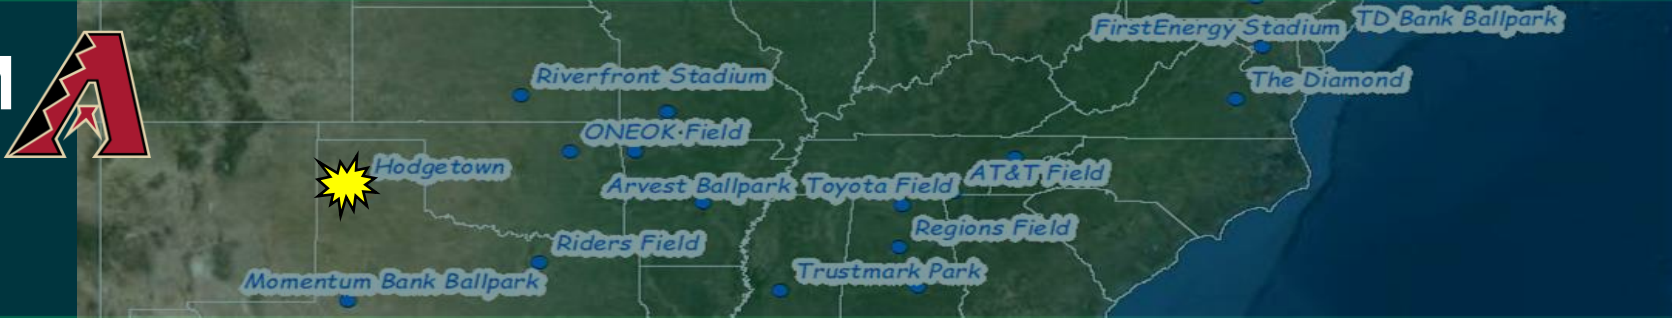 FirstEnergy Stadium
TD Bank Ballpark
Riverfront Stadium
The Diamond
ONEOK Field
Hodgetown
AT&T Field
Arvest Ballpark
Toyota Field
Regions Field
Riders Field
Trustmark Park
Momentum Bank Ballpark